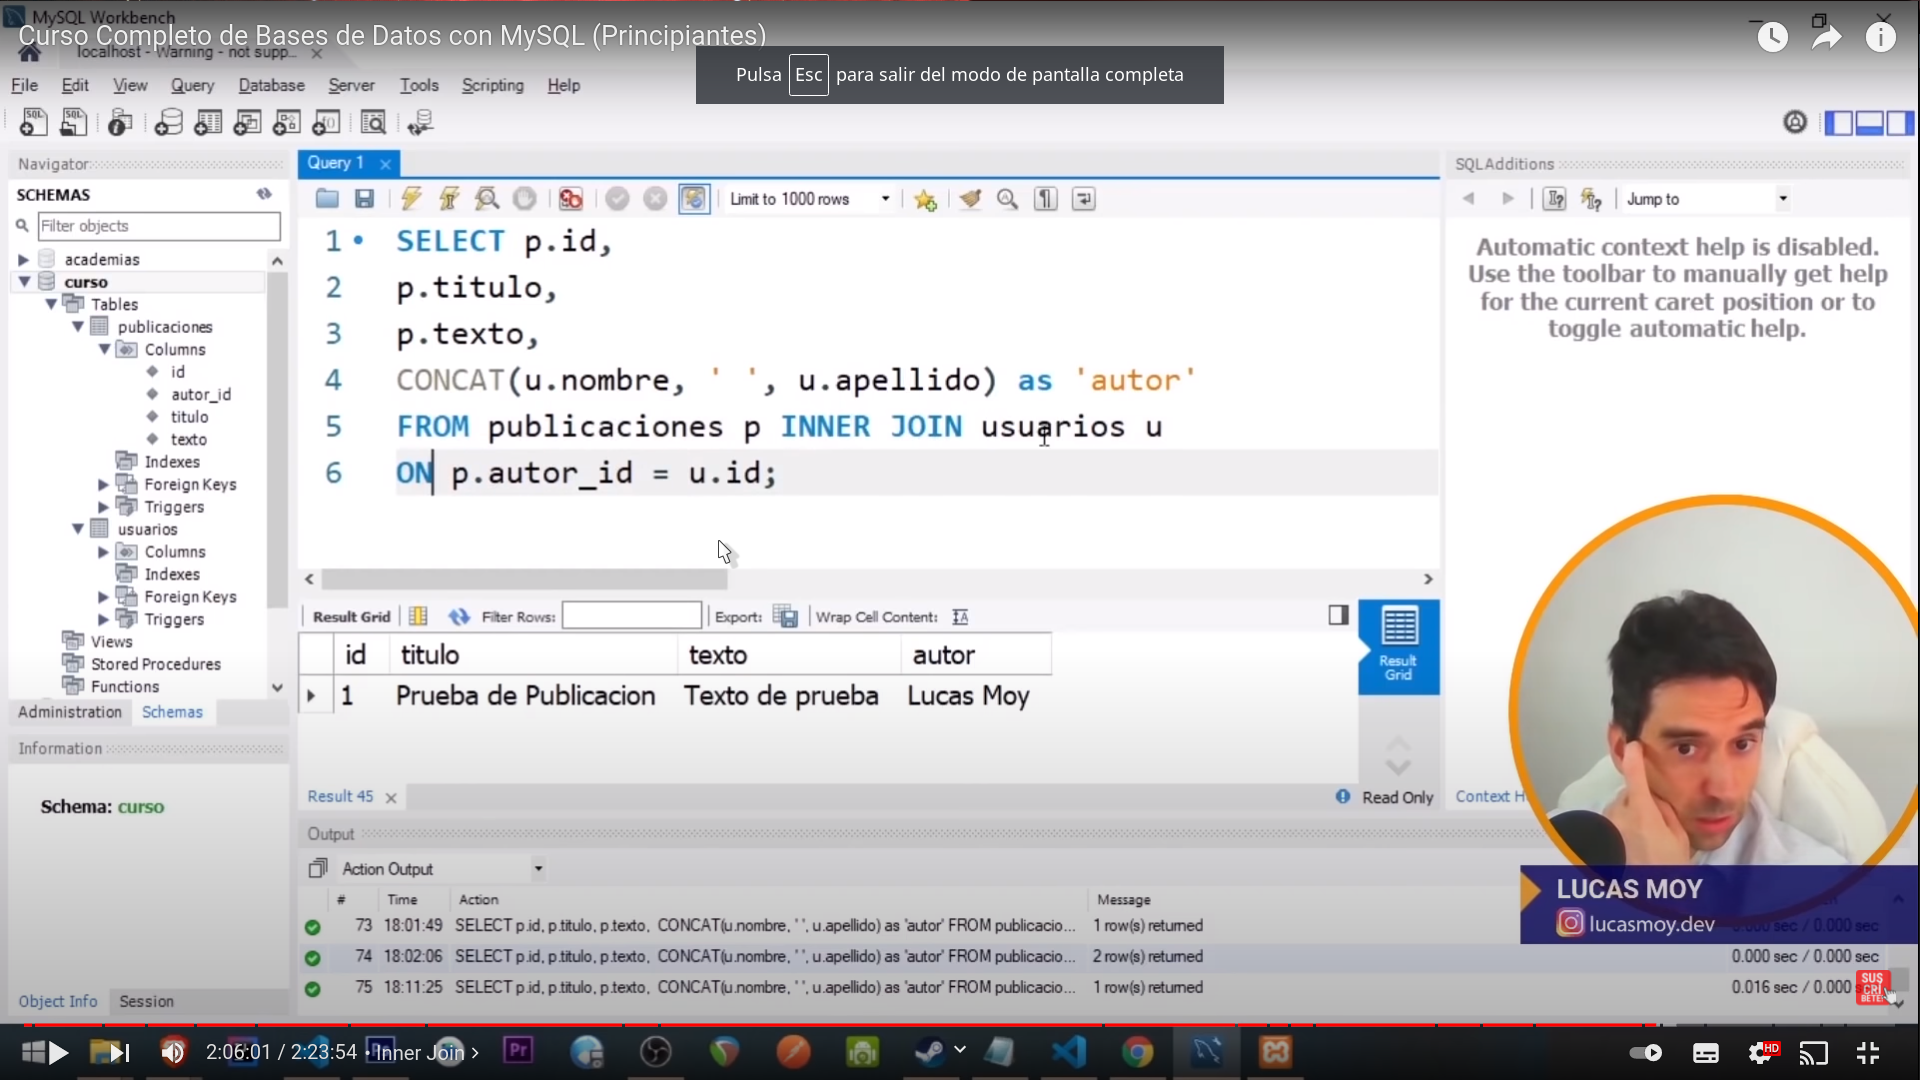 MySQL Workbench
Curso Completo de Bases de Datos con MySQL (Principiantes)
localhost - Warning - not supp...
Pulsa Esc para salir del modo de pantalla completa
File Edit View Query Database Server Tools Scripting Help
Navigator
Query 1
SQLAdditions
SCHEMAS
Limit to 1000 rows
Jump to
Filter objects
academias
curso
Tables
publicaciones
Columns
id
autor_id
titulo
texto
Indexes
Foreign Keys
Triggers
usuarios
Columns
Indexes
Foreign Keys
Triggers
Views
Stored Procedures
Functions
Administration Schemas
Information
Schema: curso
Object Info Session
1 SELECT p.id,
2 p.titulo,
3 p.texto,
4 CONCAT(u.nombre, ' ', u.apellido) as 'autor'
5 FROM publicaciones p INNER JOIN usuarios u
6 ON p.autor_id = u.id;
Automatic context help is disabled.
Use the toolbar to manually get help
for the current caret position or to
toggle automatic help.
Result Grid Filter Rows: Export: Wrap Cell Content:
Result
Grid
id titulo texto autor
1 Prueba de Publicacion Texto de prueba Lucas Moy
Result 45
Read Only
Context H
Output
Action Output
# Time Action Message
73 18:01:49 SELECT p.id, p.titulo, p.texto, CONCAT(u.nombre, ' ', u.apellido) as 'autor' FROM publicacio... 1 row(s) returned
74 18:02:06 SELECT p.id, p.titulo, p.texto, CONCAT(u.nombre, ' ', u.apellido) as 'autor' FROM publicacio... 2 row(s) returned 0.000 sec / 0.000 sec
75 18:11:25 SELECT p.id, p.titulo, p.texto, CONCAT(u.nombre, ' ', u.apellido) as 'autor' FROM publicacio... 1 row(s) returned 0.016 sec / 0.000
LUCAS MOY
lucasmoy.dev
SUS
CRÍ
BETE
2:06:01 / 2:23:54 • Inner Join
Pr
HD